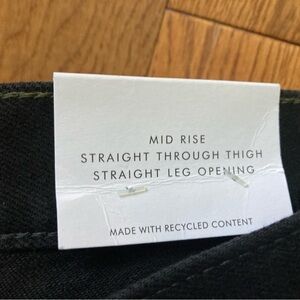 MID RISE
STRAIGHT THROUGH THIGH
STRAIGHT LEG OPENING
MADE WITH RECYCLED CONTENT